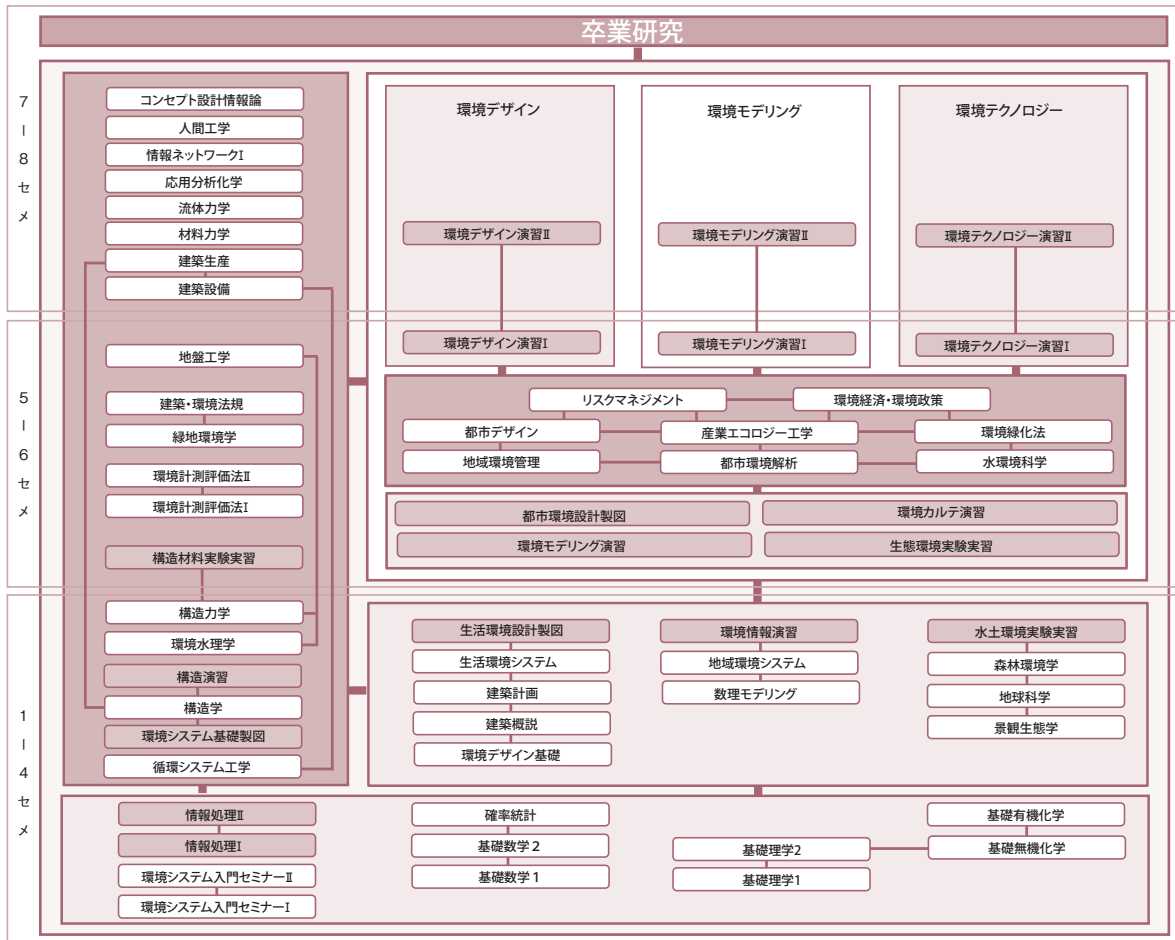 卒業研究
7ー8セメ
コンセプト設計情報論
人間工学
情報ネットワークI
応用分析化学
流体力学
材料力学
建築生産
建築設備
環境デザイン
環境モデリング
環境テクノロジー
環境デザイン演習II
環境モデリング演習II
環境テクノロジー演習II
5ー6セメ
地盤工学
建築・環境法規
緑地環境学
環境計測評価法II
環境計測評価法I
構造材料実験実習
環境デザイン演習I
環境モデリング演習I
環境テクノロジー演習I
リスクマネジメント
環境経済・環境政策
都市デザイン
産業エコロジー工学
環境緑化法
地域環境管理
都市環境解析
水環境科学
都市環境設計製図
環境カルテ演習
環境モデリング演習
生態環境実験実習
1ー4セメ
構造力学
環境水理学
構造演習
構造学
環境システム基礎製図
循環システム工学
生活環境設計製図
生活環境システム
建築計画
建築概説
環境デザイン基礎
環境情報演習
地域環境システム
数理モデリング
水土環境実験実習
森林環境学
地球科学
景観生態学
情報処理II
情報処理I
環境システム入門セミナーII
環境システム入門セミナーI
確率統計
基礎数学2
基礎数学1
基礎理学2
基礎理学1
基礎有機化学
基礎無機化学